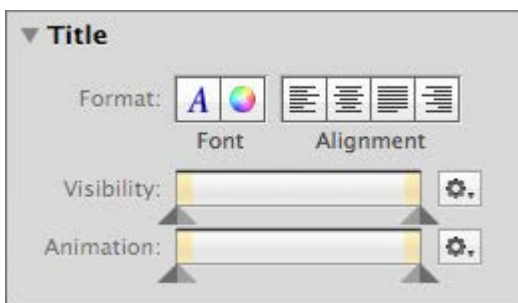 Title
Format:
A
Font Alignment
Visibility:
Animation: